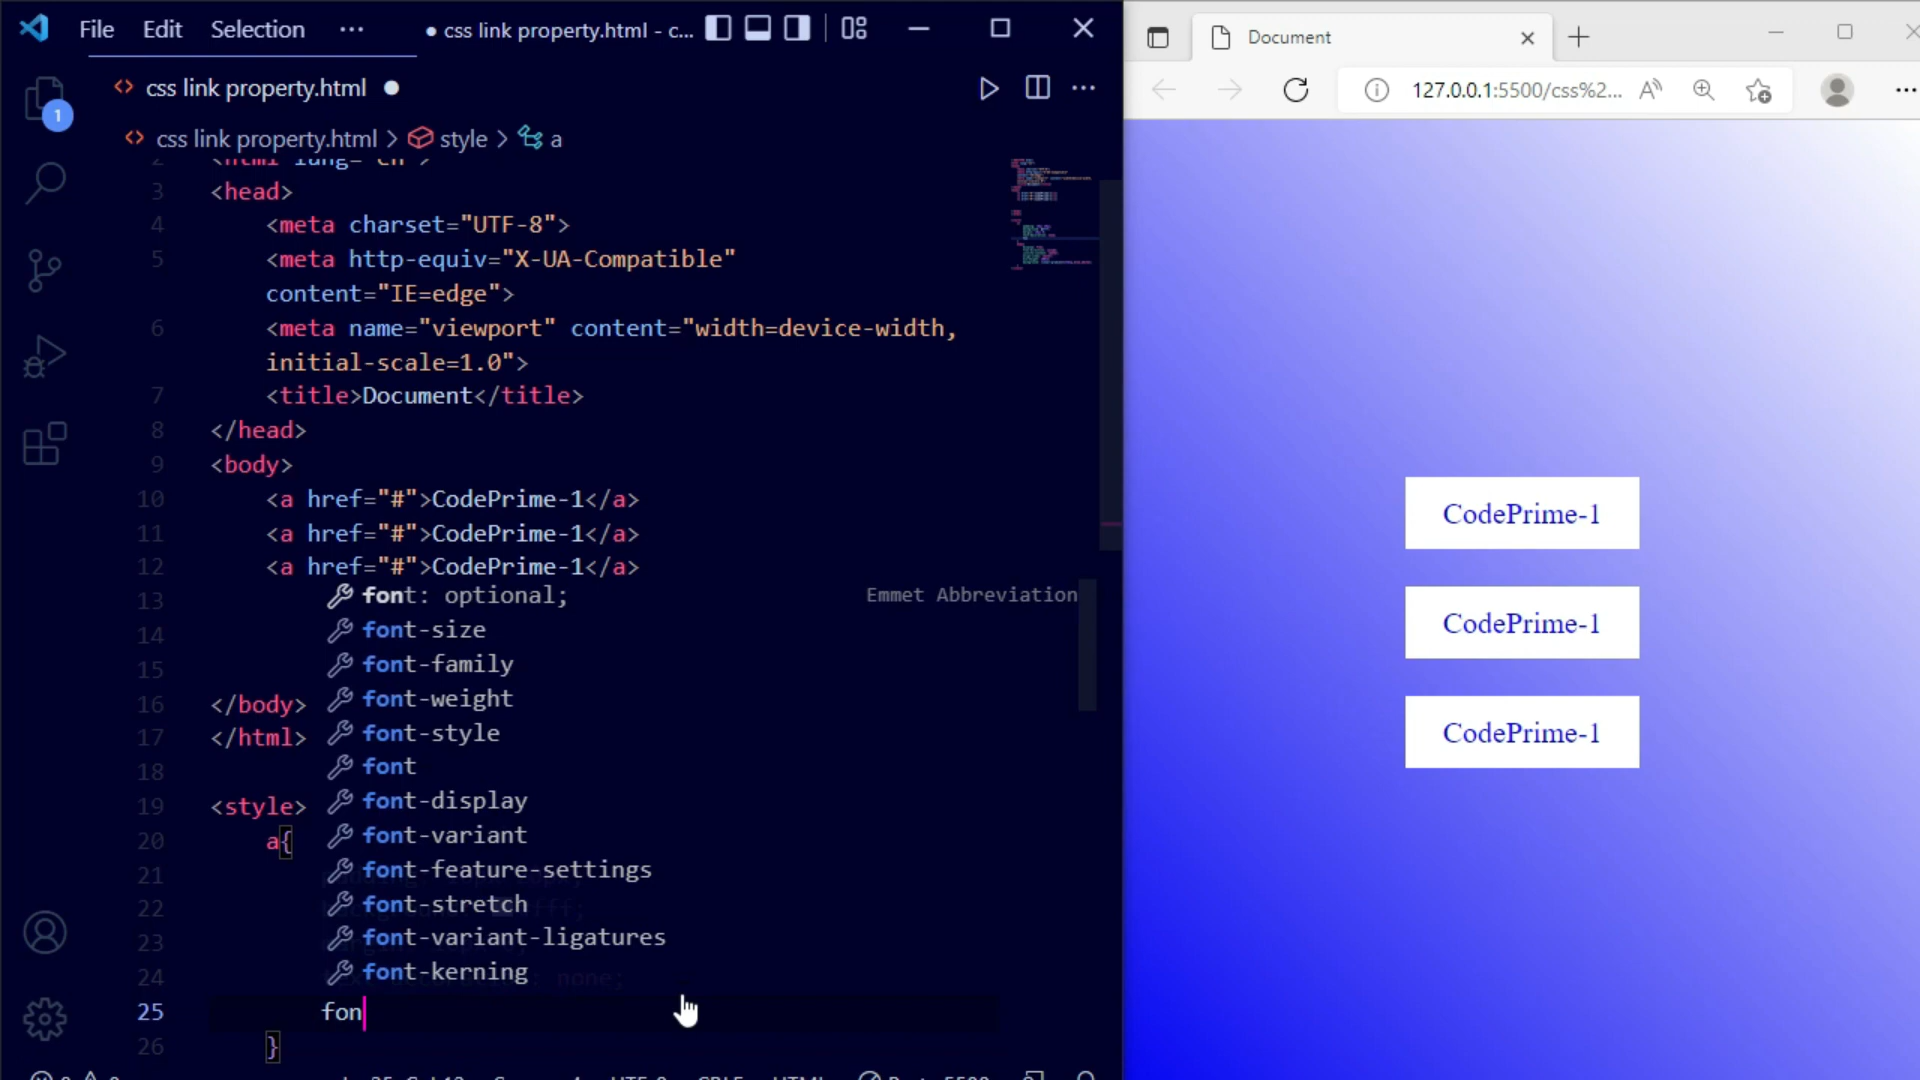 File Edit Selection ··· ● css link property.html - c...
css link property.html ●
css link property.html > style > a
3 <head>
4 <meta charset="UTF-8">
5 <meta http-equiv="X-UA-Compatible"
content="IE=edge">
6 <meta name="viewport" content="width=device-width,
initial-scale=1.0">
7 <title>Document</title>
8 </head>
9 <body>
10 <a href="#">CodePrime-1</a>
11 <a href="#">CodePrime-1</a>
12 <a href="#">CodePrime-1</a>
13 font: optional; Emmet Abbreviation
14 font-size
15 font-family
16 </body> font-weight
17 </html> font-style
18 font
19 <style> font-display
20 a{ font-variant
21 font-feature-settings
22 font-stretch
23 font-variant-ligatures
24 font-kerning none;
25 fon
26 }
1
Document
127.0.0.1:5500/css%2...
CodePrime-1
CodePrime-1
CodePrime-1